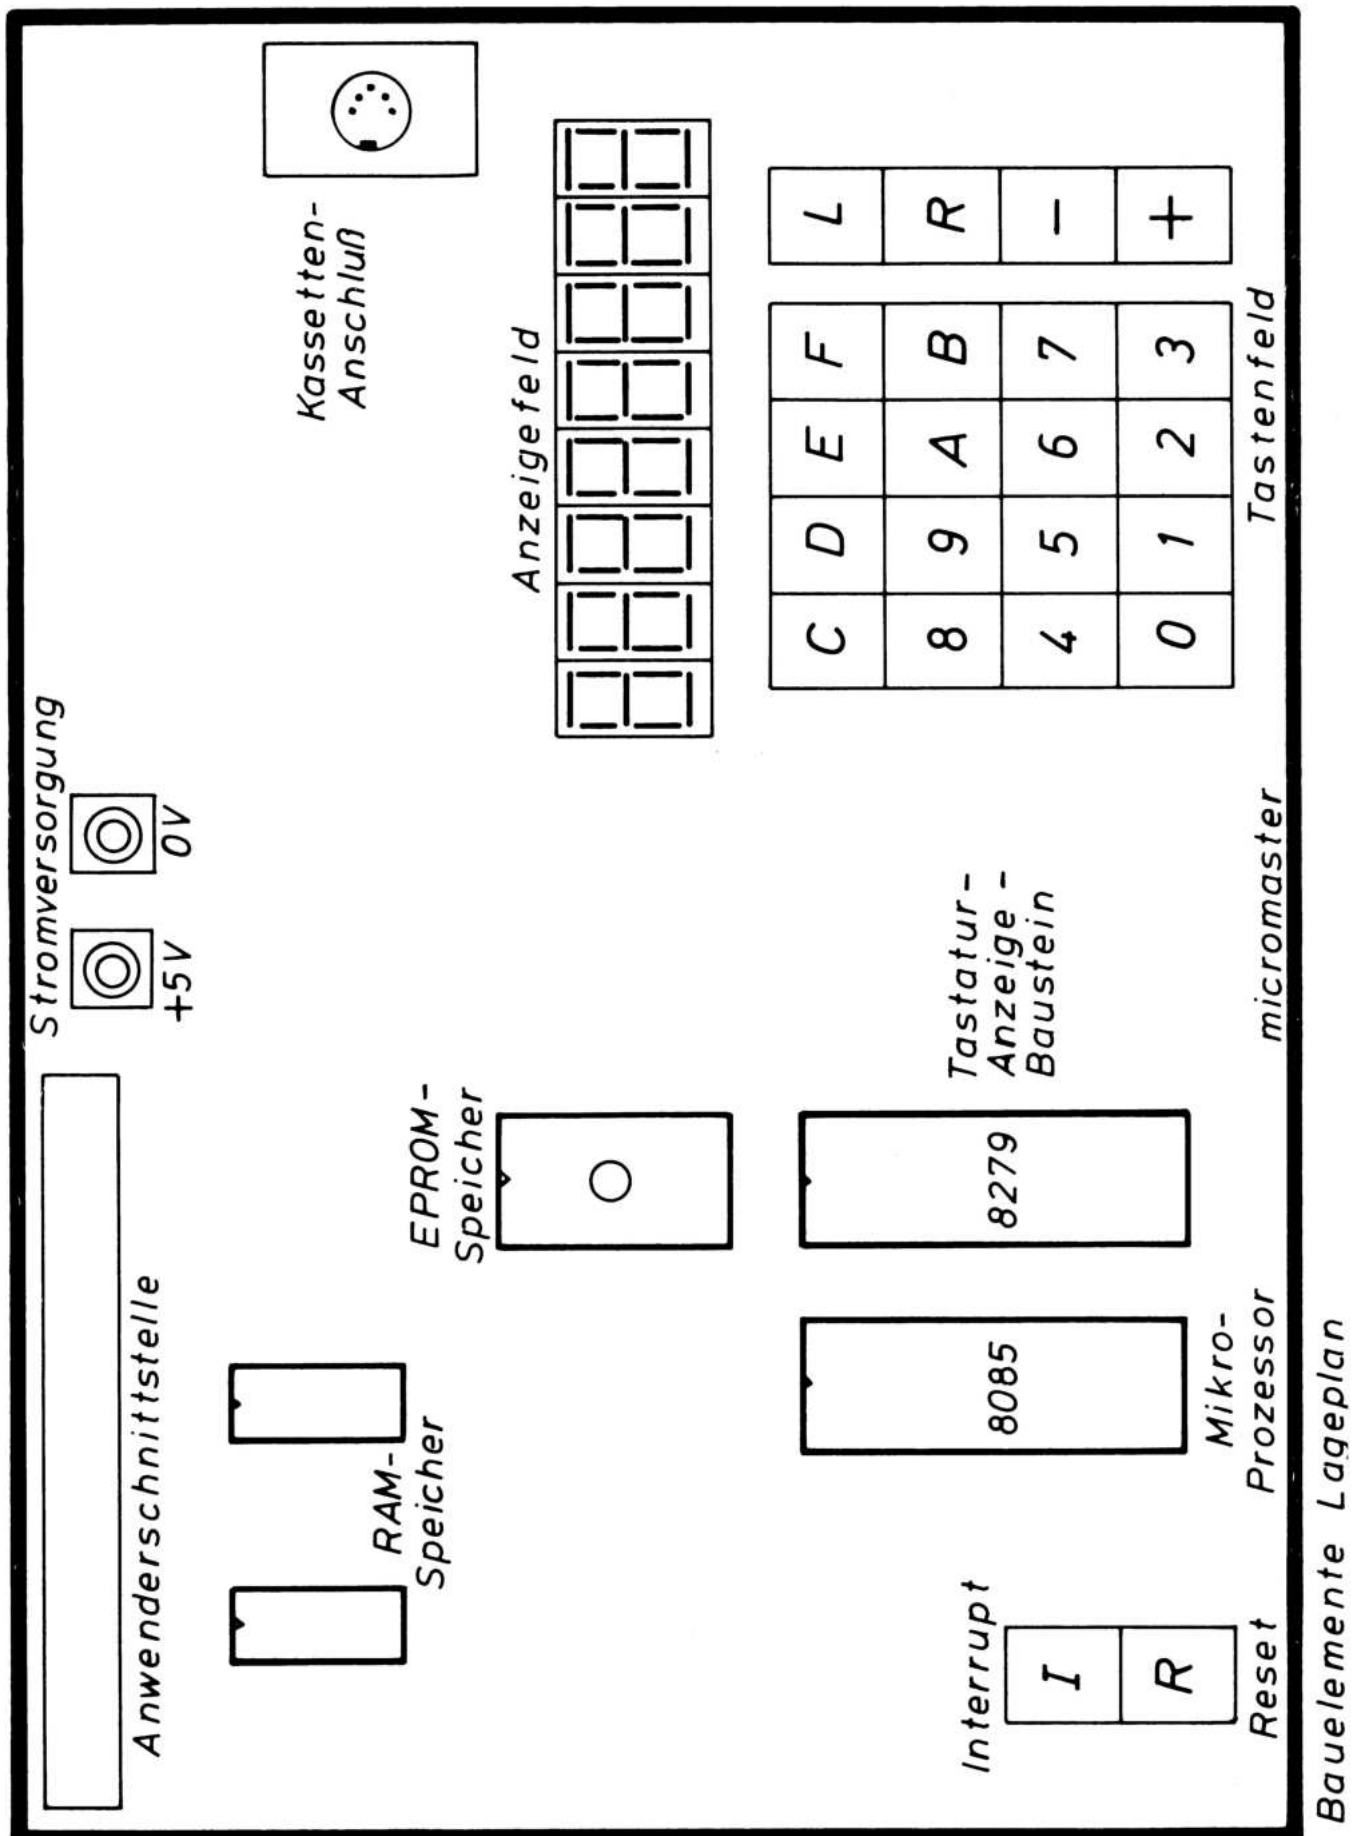 Stromversorgung
+5V
0V
Anwenderschnittstelle
Kassetten-
Anschluß
RAM-
Speicher
EPROM-
Speicher
Anzeigefeld
8085
Mikro-
Prozessor
8279
Tastatur-
Anzeige-
Baustein
C D E F L
8 9 A B R
4 5 6 7 -
0 1 2 3 +
Tastenfeld
Interrupt
I
R
Reset
micromaster
Bauelemente Lageplan